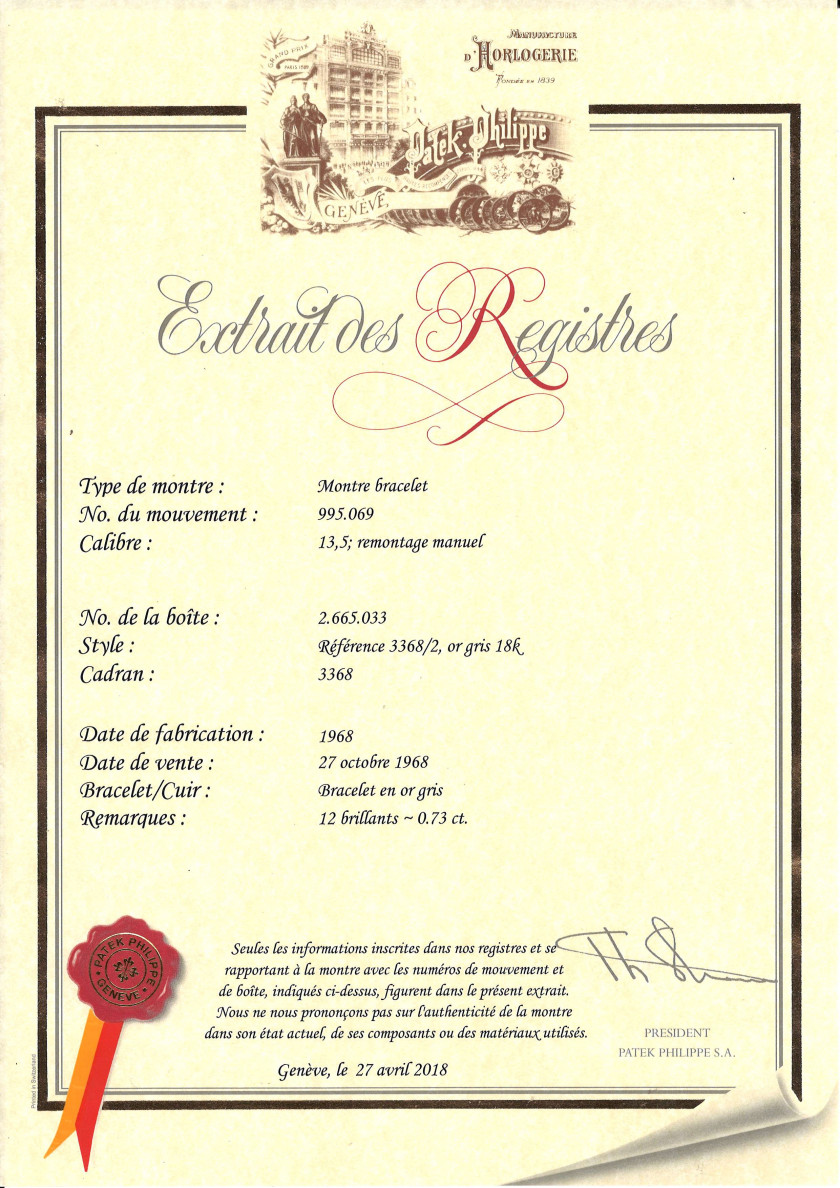 MANUFACTURE
D'HORLOGERIE
FONDÉE EN 1839
GRAND PRIX
PARIS 1889
Patek, Philippe
GENÈVE,
Extrait des Registres
Type de montre : Montre bracelet
No. du mouvement : 995.069
Calibre : 13,5; remontage manuel
No. de la boîte : 2.665.033
Style : Référence 3368/2, or gris 18k
Cadran : 3368
Date de fabrication : 1968
Date de vente : 27 octobre 1968
Bracelet/Cuir : Bracelet en or gris
Remarques : 12 brillants ~ 0.73 ct.
Seules les informations inscrites dans nos registres et se
rapportant à la montre avec les numéros de mouvement et
de boîte, indiqués ci-dessus, figurent dans le présent extrait.
Nous ne nous prononçons pas sur l'authenticité de la montre
dans son état actuel, de ses composants ou des matériaux utilisés.
Genève, le 27 avril 2018
PRESIDENT
PATEK PHILIPPE S.A.
PATEK PHILIPPE
GENEVE
Printed in Switzerland